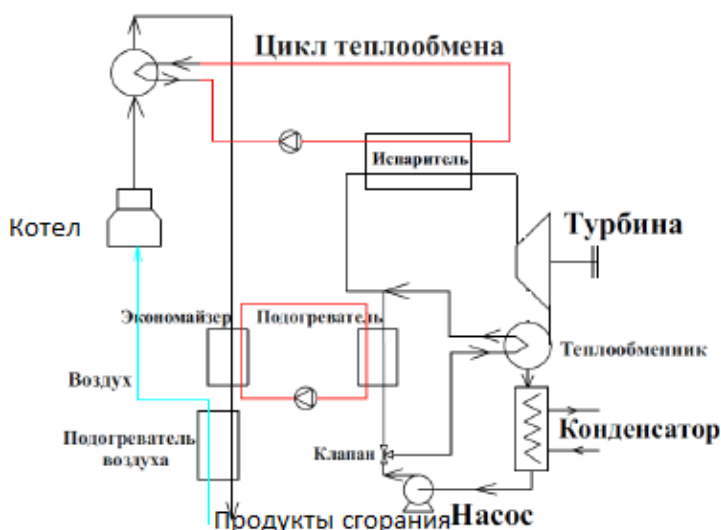 Цикл теплообмена
Испаритель
Котел
Турбина
Экономайзер
Подогреватель
Теплообменник
Воздух
Подогреватель
воздуха
Клапан
Конденсатор
Продукты сгорания
Насос